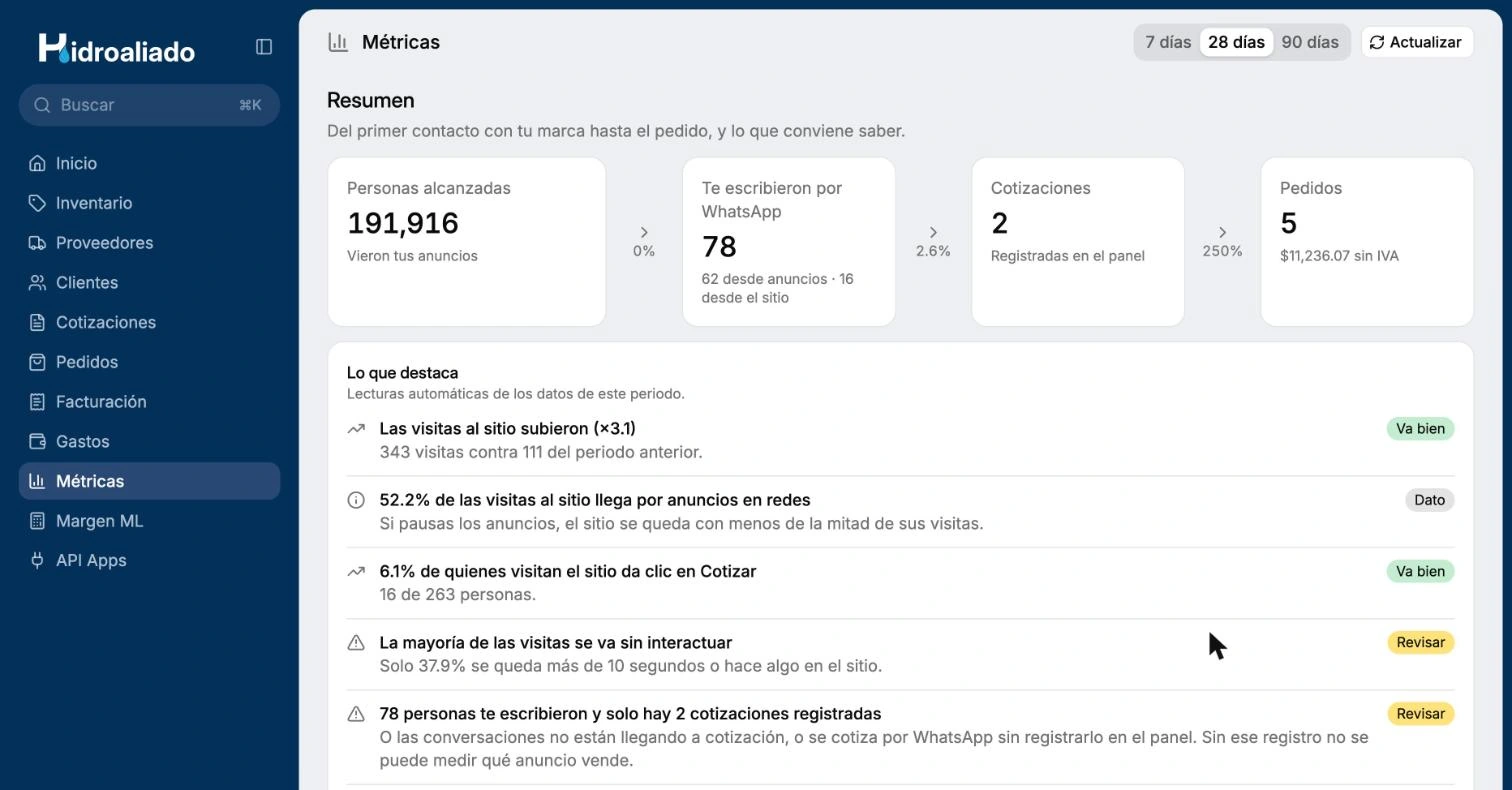 Hidroaliado
Buscar
⌘K
Inicio
Inventario
Proveedores
Clientes
Cotizaciones
Pedidos
Facturación
Gastos
Métricas
Margen ML
API Apps
Métricas
7 días
28 días
90 días
Actualizar
Resumen
Del primer contacto con tu marca hasta el pedido, y lo que conviene saber.
Personas alcanzadas
191,916
Vieron tus anuncios
0%
Te escribieron por
WhatsApp
78
62 desde anuncios · 16
desde el sitio
2.6%
Cotizaciones
2
Registradas en el panel
250%
Pedidos
5
$11,236.07 sin IVA
Lo que destaca
Lecturas automáticas de los datos de este periodo.
Las visitas al sitio subieron (×3.1)
Va bien
343 visitas contra 111 del periodo anterior.
52.2% de las visitas al sitio llega por anuncios en redes
Dato
Si pausas los anuncios, el sitio se queda con menos de la mitad de sus visitas.
6.1% de quienes visitan el sitio da clic en Cotizar
Va bien
16 de 263 personas.
La mayoría de las visitas se va sin interactuar
Revisar
Solo 37.9% se queda más de 10 segundos o hace algo en el sitio.
78 personas te escribieron y solo hay 2 cotizaciones registradas
Revisar
O las conversaciones no están llegando a cotización, o se cotiza por WhatsApp sin registrarlo en el panel. Sin ese registro no se
puede medir qué anuncio vende.